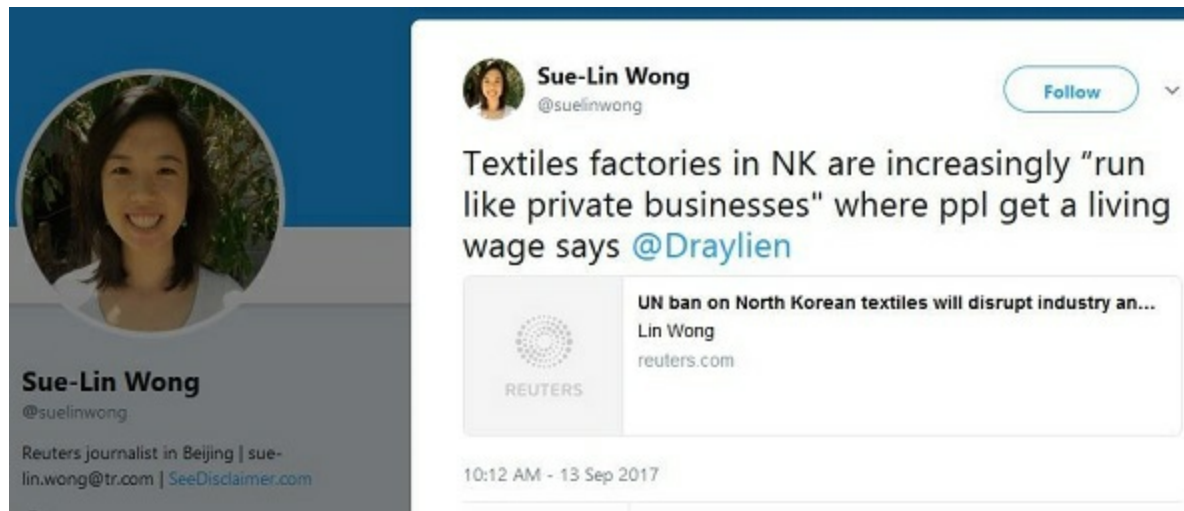 Sue-Lin Wong
@suelinwong
Reuters journalist in Beijing | sue-
lin.wong@tr.com | SeeDisclaimer.com
Sue-Lin Wong
@suelinwong
Follow
Textiles factories in NK are increasingly “run
like private businesses" where ppl get a living
wage says @Draylien
REUTERS
UN ban on North Korean textiles will disrupt industry an...
Lin Wong
reuters.com
10:12 AM - 13 Sep 2017